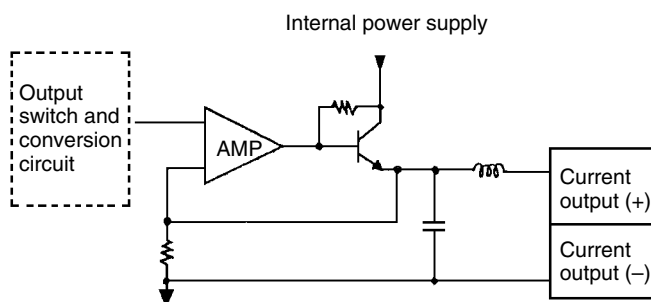 Internal power supply
Output
switch and
conversion
circuit
AMP
Current
output (+)
Current
output (–)